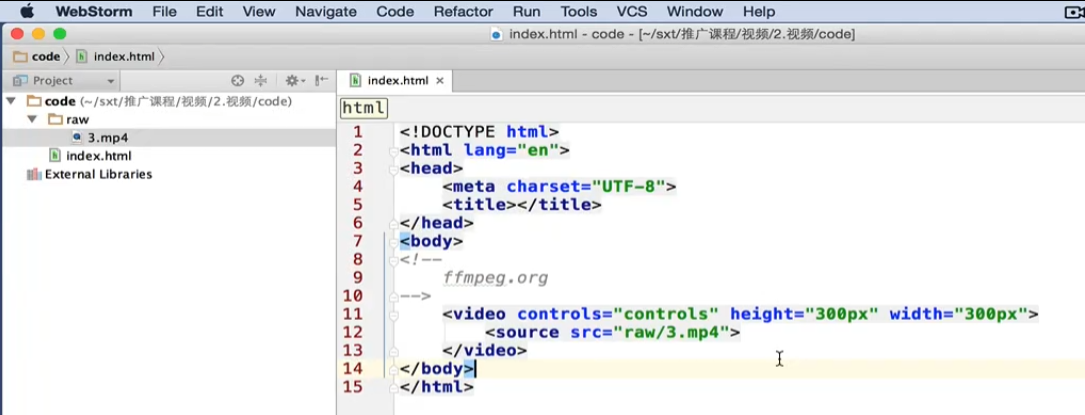 WebStorm File Edit View Navigate Code Refactor Run Tools VCS Window Help
index.html - code - [~/sxt/推广课程/视频/2.视频/code]
code index.html
Project
index.html
code (~/sxt/推广课程/视频/2.视频/code)
raw
3.mp4
index.html
External Libraries
html
1 <!DOCTYPE html>
2 <html lang="en">
3 <head>
4 <meta charset="UTF-8">
5 <title></title>
6 </head>
7 <body>
8 <!--
9 ffmpeg.org
10 -->
11 <video controls="controls" height="300px" width="300px">
12 <source src="raw/3.mp4">
13 </video>
14 </body>
15 </html>